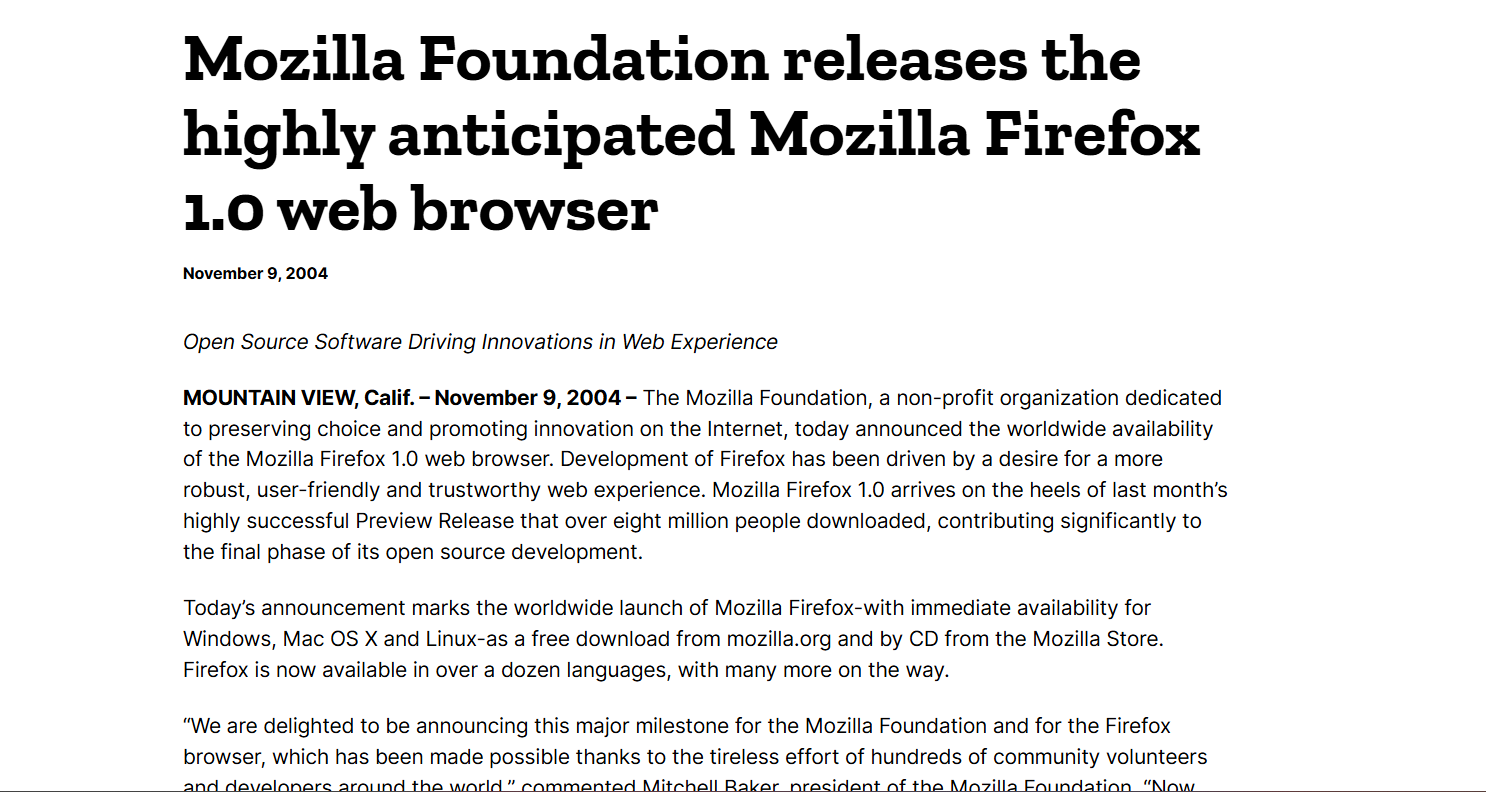 Mozilla Foundation releases the
highly anticipated Mozilla Firefox
1.0 web browser
November 9, 2004
Open Source Software Driving Innovations in Web Experience
MOUNTAIN VIEW, Calif. – November 9, 2004 – The Mozilla Foundation, a non-profit organization dedicated
to preserving choice and promoting innovation on the Internet, today announced the worldwide availability
of the Mozilla Firefox 1.0 web browser. Development of Firefox has been driven by a desire for a more
robust, user-friendly and trustworthy web experience. Mozilla Firefox 1.0 arrives on the heels of last month’s
highly successful Preview Release that over eight million people downloaded, contributing significantly to
the final phase of its open source development.
Today’s announcement marks the worldwide launch of Mozilla Firefox-with immediate availability for
Windows, Mac OS X and Linux-as a free download from mozilla.org and by CD from the Mozilla Store.
Firefox is now available in over a dozen languages, with many more on the way.
“We are delighted to be announcing this major milestone for the Mozilla Foundation and for the Firefox
browser, which has been made possible thanks to the tireless effort of hundreds of community volunteers
and developers around the world,” commented Mitchell Baker, president of the Mozilla Foundation. “Now